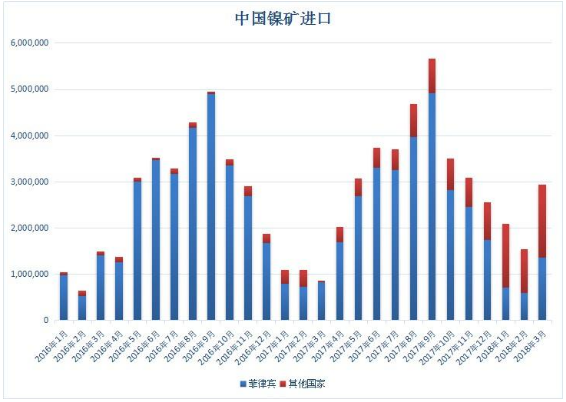 中国镍矿进口
6,000,000
5,000,000
4,000,000
3,000,000
2,000,000
1,000,000
0
2016年1月
2016年2月
2016年3月
2016年4月
2016年5月
2016年6月
2016年7月
2016年8月
2016年9月
2016年10月
2016年11月
2016年12月
2017年1月
2017年2月
2017年3月
2017年4月
2017年5月
2017年6月
2017年7月
2017年8月
2017年9月
2017年10月
2017年11月
2017年12月
2018年1月
2018年2月
2018年3月
菲律宾 其他国家